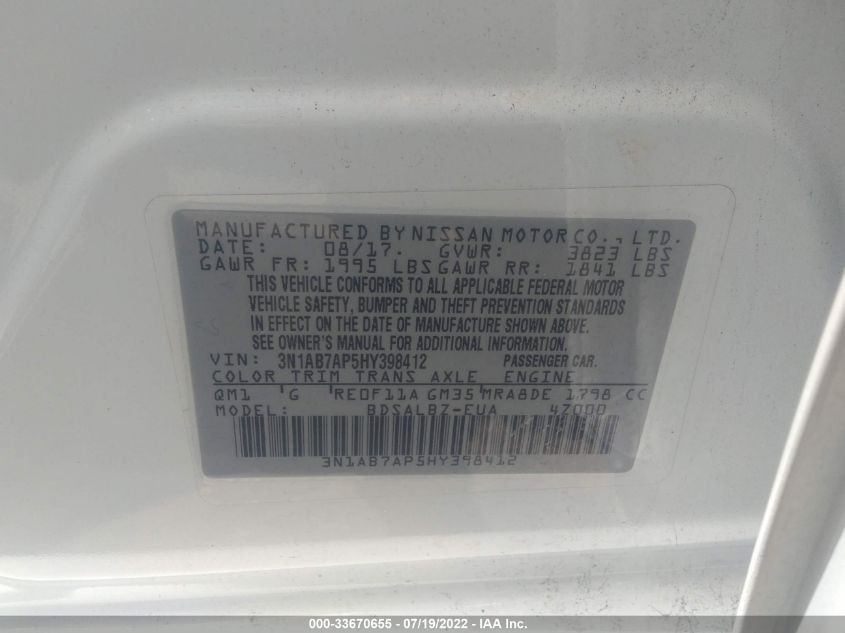 MANUFACTURED BY NISSAN MOTOR CO., LTD.
DATE: 08/17. GVWR: 3823 LBS
GAWR FR: 1995 LBS GAWR RR: 1841 LBS
THIS VEHICLE CONFORMS TO ALL APPLICABLE FEDERAL MOTOR
VEHICLE SAFETY, BUMPER AND THEFT PREVENTION STANDARDS
IN EFFECT ON THE DATE OF MANUFACTURE SHOWN ABOVE.
SEE OWNER'S MANUAL FOR ADDITIONAL INFORMATION.
VIN: 3N1AB7AP5HY398412 PASSENGER CAR.
COLOR TRIM TRANS AXLE ENGINE
QM1 G RE0F11A GM35 MRA8DE 1798 CC
MODEL: BDSALBZ-EUA 47000
3N1AB7AP5HY398412
000-33670655 - 07/19/2022 - IAA Inc.